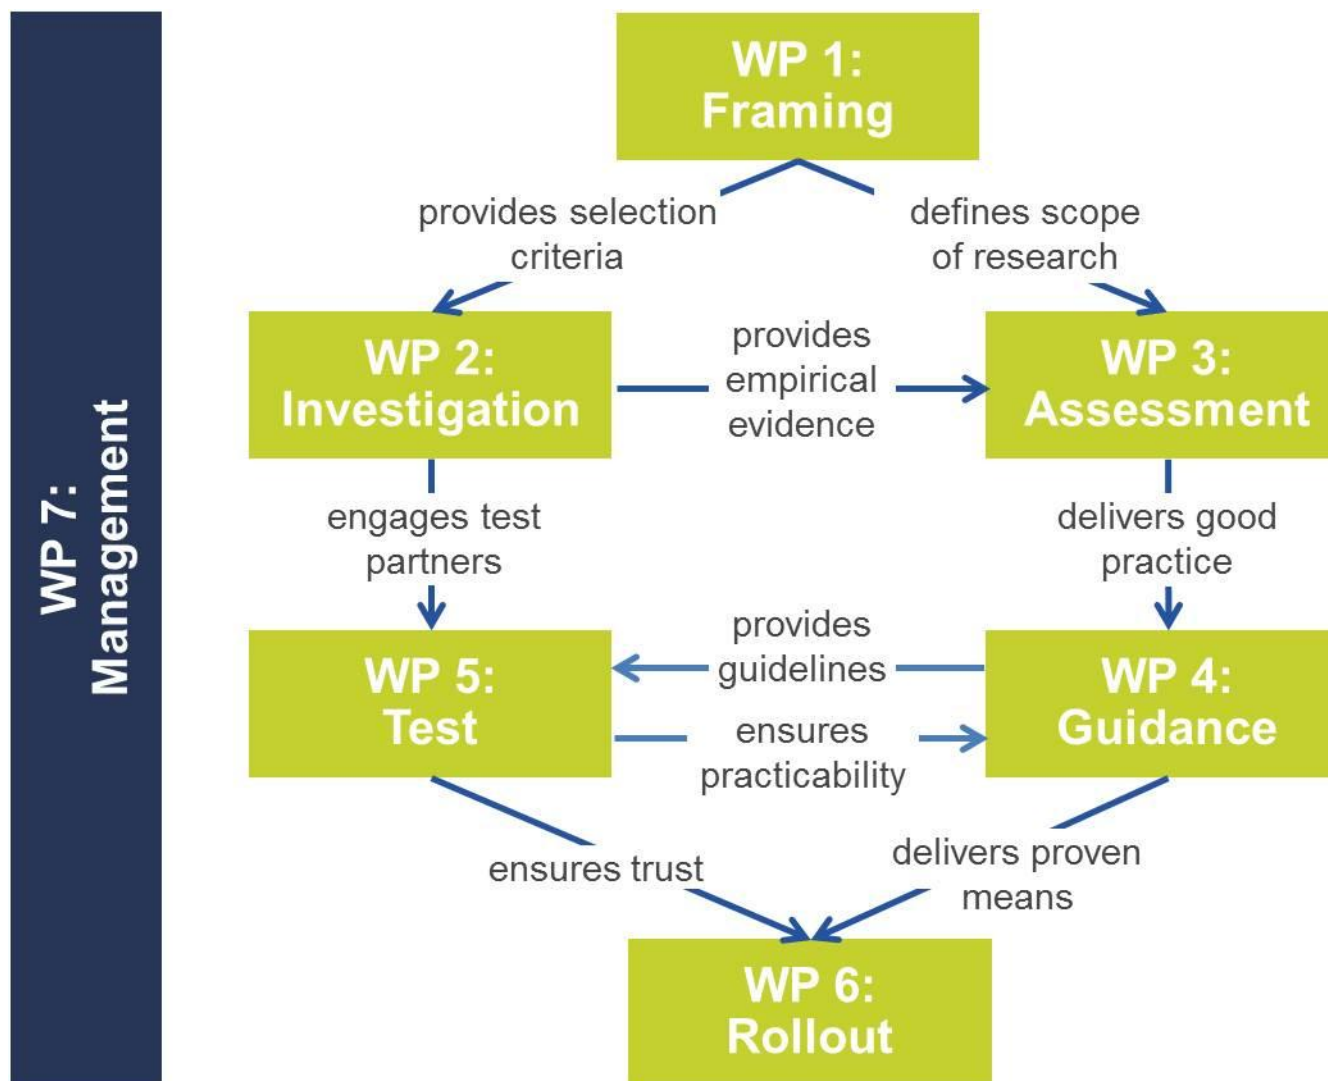 WP 7:
Management
WP 1:
Framing
provides selection
criteria
defines scope
of research
WP 2:
Investigation
provides
empirical
evidence
WP 3:
Assessment
engages test
partners
delivers good
practice
WP 5:
Test
provides
guidelines
ensures
practicability
WP 4:
Guidance
ensures trust
delivers proven
means
WP 6:
Rollout